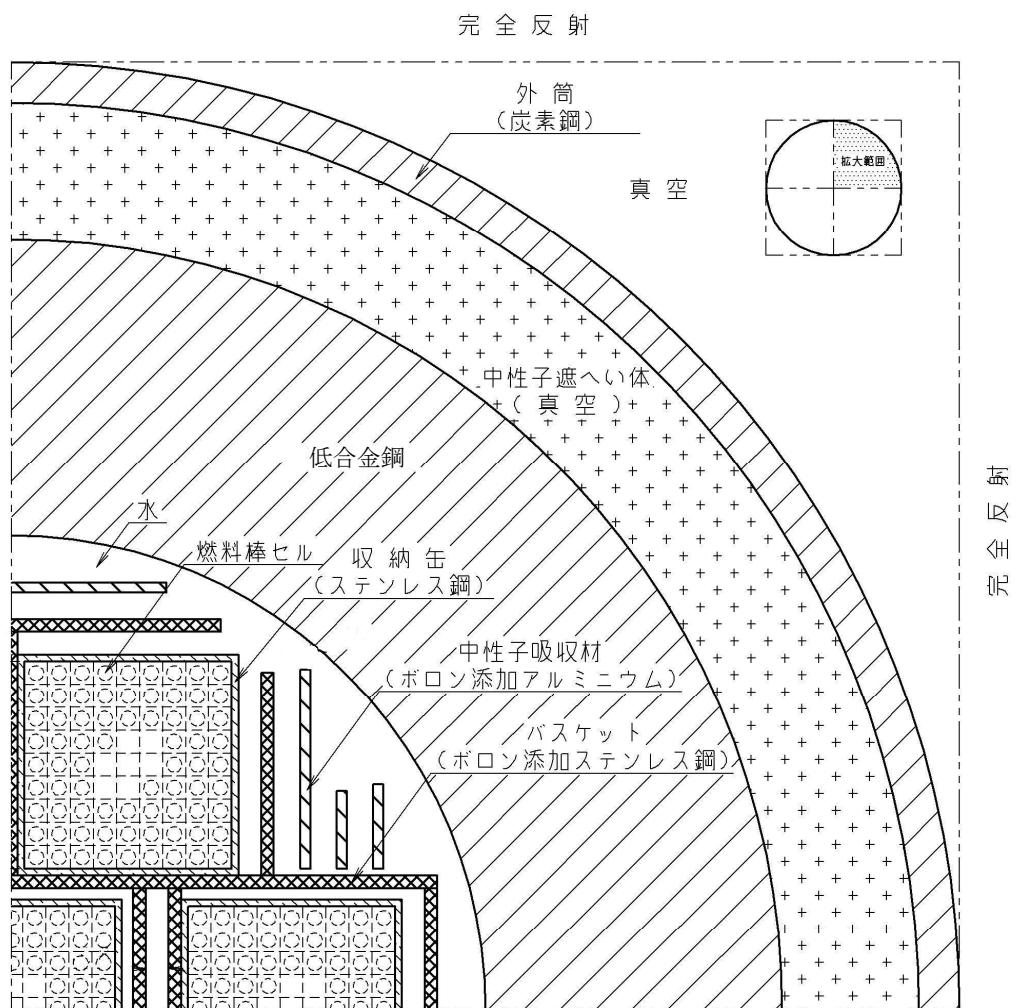 完全反射
外筒
(炭素鋼)
拡大範囲
真空
中性子遮へい体
(真空)
低合金鋼
完全反射
水
燃料棒セル
収納缶
(ステンレス鋼)
中性子吸収材
(ボロン添加アルミニウム)
バスケット
(ボロン添加ステンレス鋼)